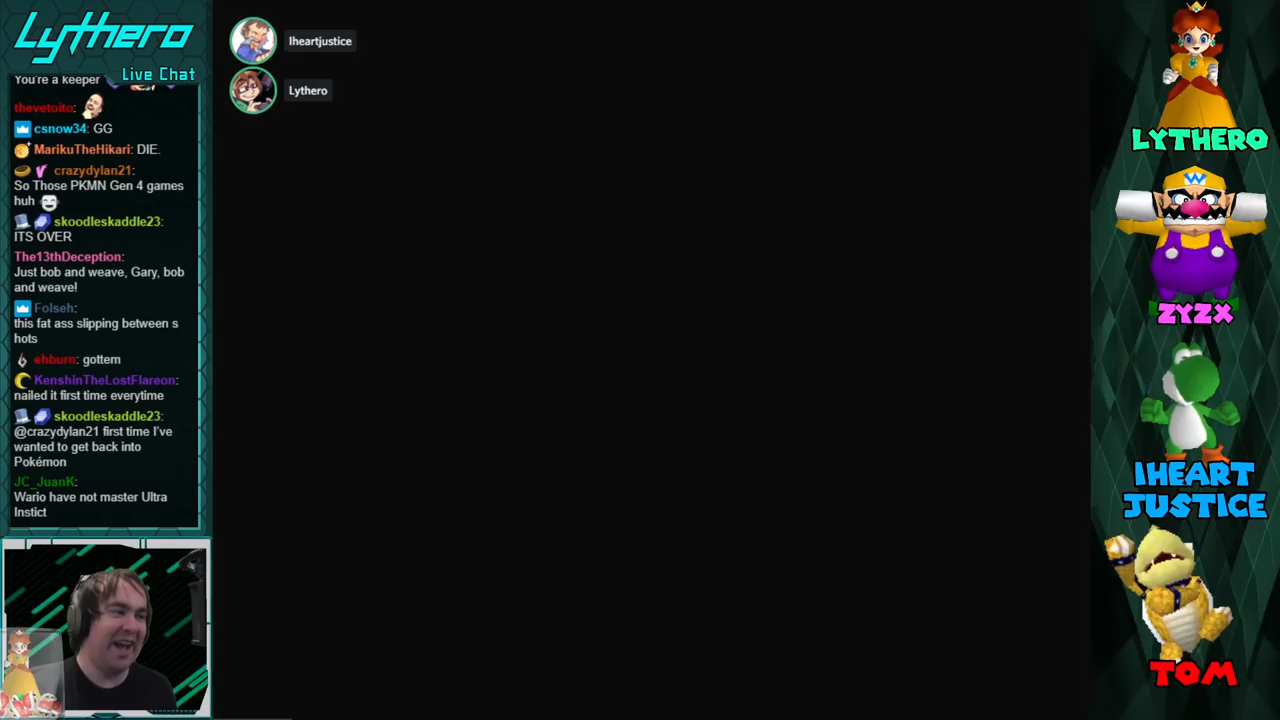 Lythero
Live Chat
You're a keeper
thevetoito:
csnow34: GG
MarikuTheHikari: DIE.
crazydylan21:
So Those PKMN Gen 4 games
huh
skoodleskaddle23:
ITS OVER
The13thDeception:
Just bob and weave, Gary, bob
and weave!
Folseh:
this fat ass slipping between s
hots
ehburn: gottem
KenshinTheLostFlareon:
nailed it first time everytime
skoodleskaddle23:
@crazydylan21 first time I've
wanted to get back into
Pokémon
JC_JuanK:
Wario have not master Ultra
Instict
Iheartjustice
Lythero
LYTHERO
W
ZYZX
IHEART
JUSTICE
TOM